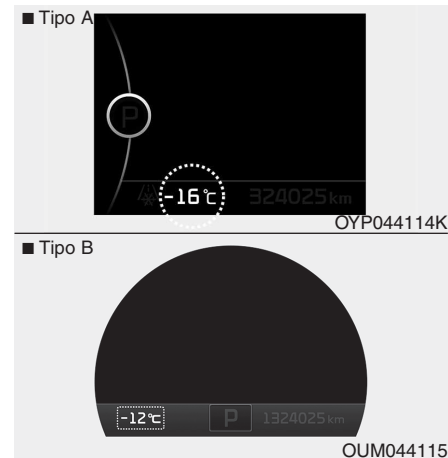 ■ Tipo A
P
-16°c 324025km
OYP044114K
■ Tipo B
-12°c P 1324025km
OUM044115